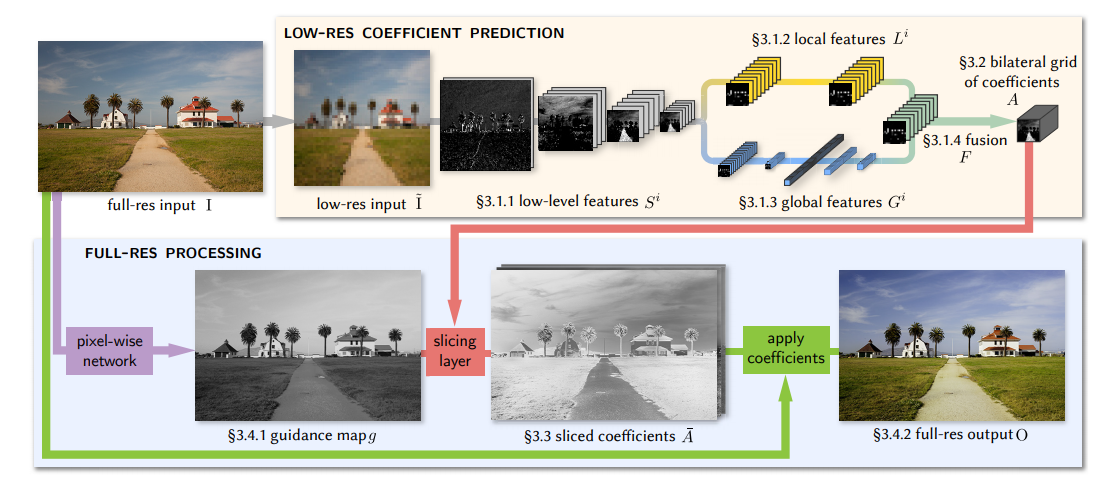 LOW-RES COEFFICIENT PREDICTION
§3.1.2 local features Lⁱ
§3.2 bilateral grid
of coefficients
A
§3.1.4 fusion
F
full-res input I
low-res input Ĩ
§3.1.1 low-level features Sⁱ
§3.1.3 global features Gⁱ
FULL-RES PROCESSING
pixel-wise
network
slicing
layer
apply
coefficients
§3.4.1 guidance map g
§3.3 sliced coefficients Ā
§3.4.2 full-res output O